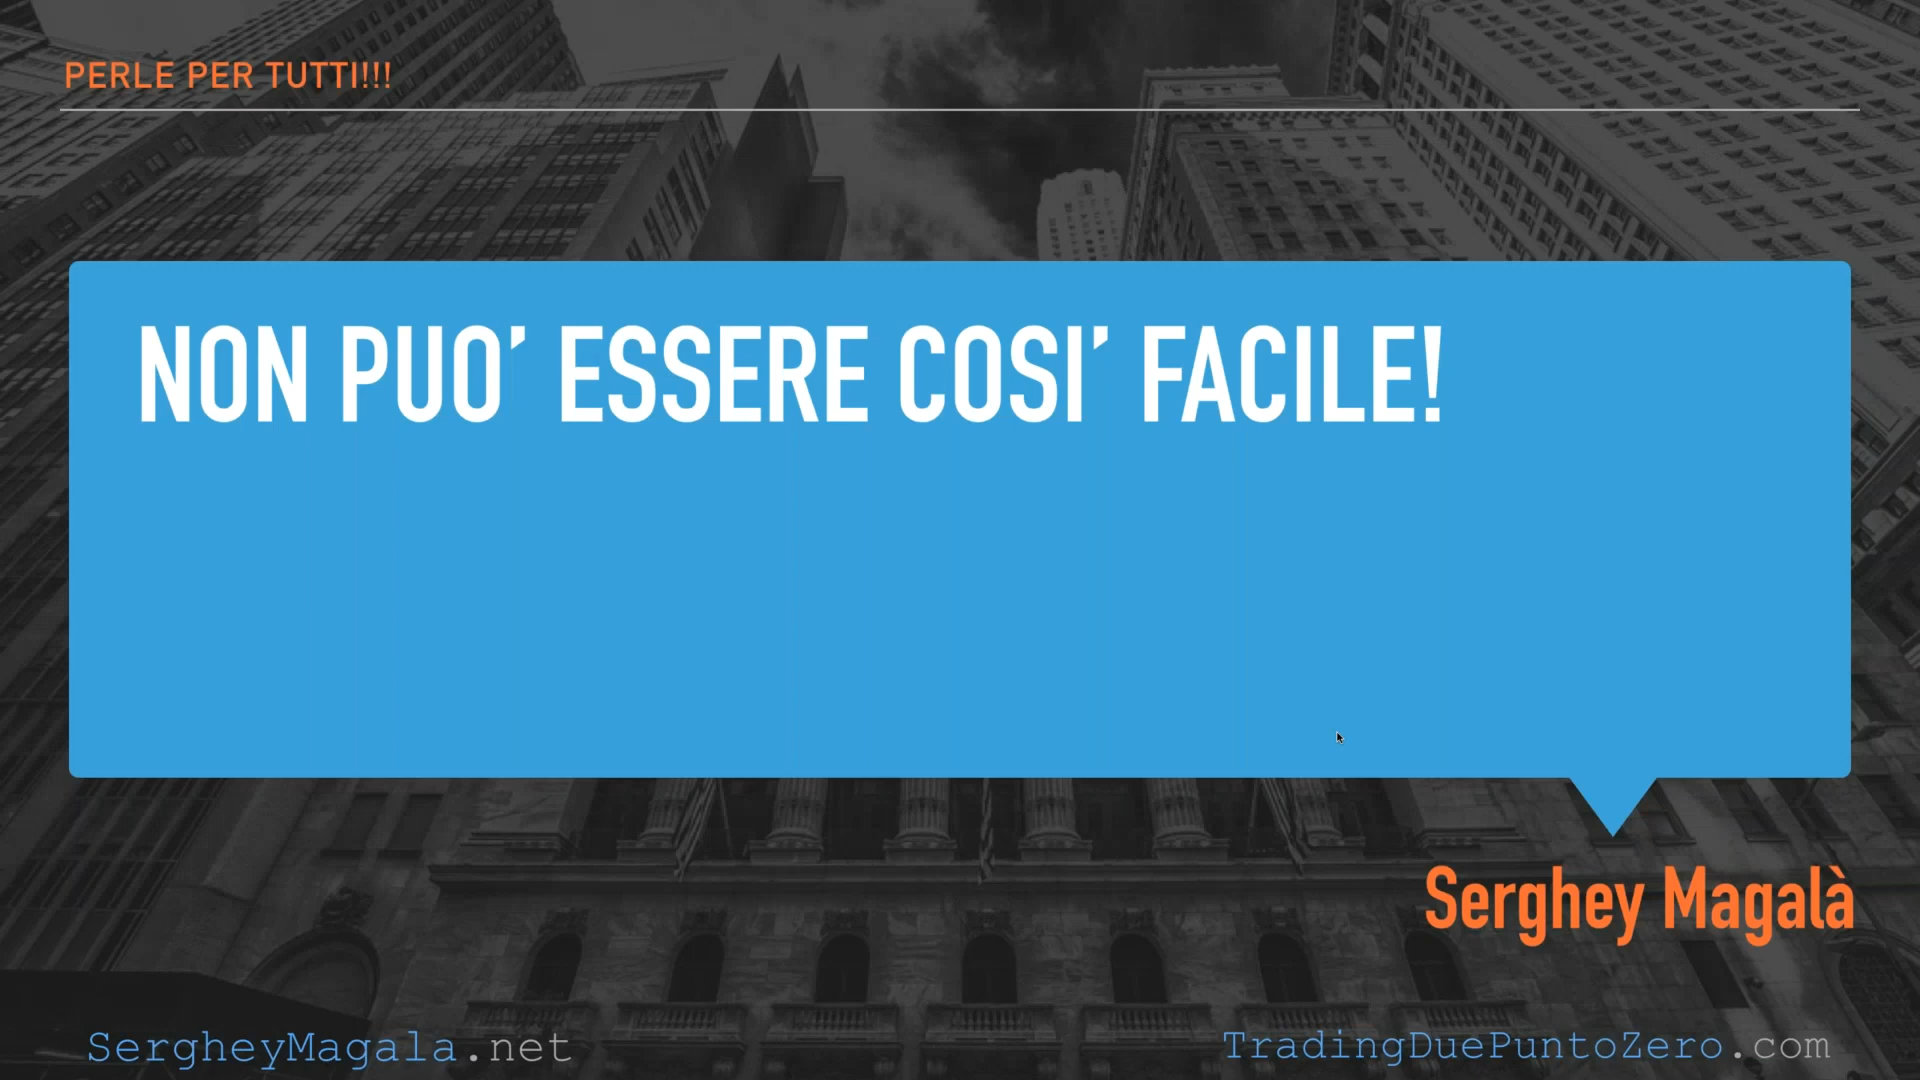 PERLE PER TUTTI!!!
NON PUO’ ESSERE COSI’ FACILE!
Serghey Magalà
SergheyMagala.net
TradingDuePuntoZero.com